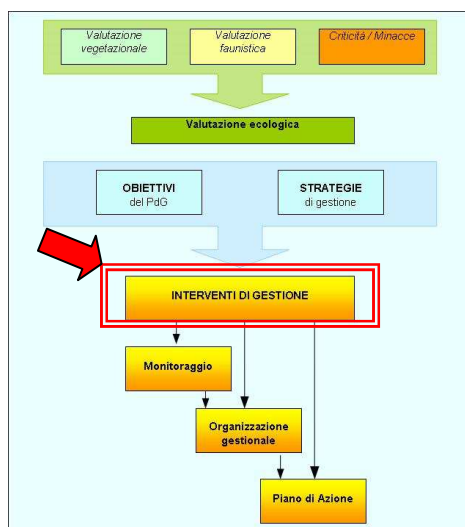 Valutazione
vegetazionale
Valutazione
faunistica
Criticità / Minacce
Valutazione ecologica
OBIETTIVI
del PdG
STRATEGIE
di gestione
INTERVENTI DI GESTIONE
Monitoraggio
Organizzazione
gestionale
Piano di Azione